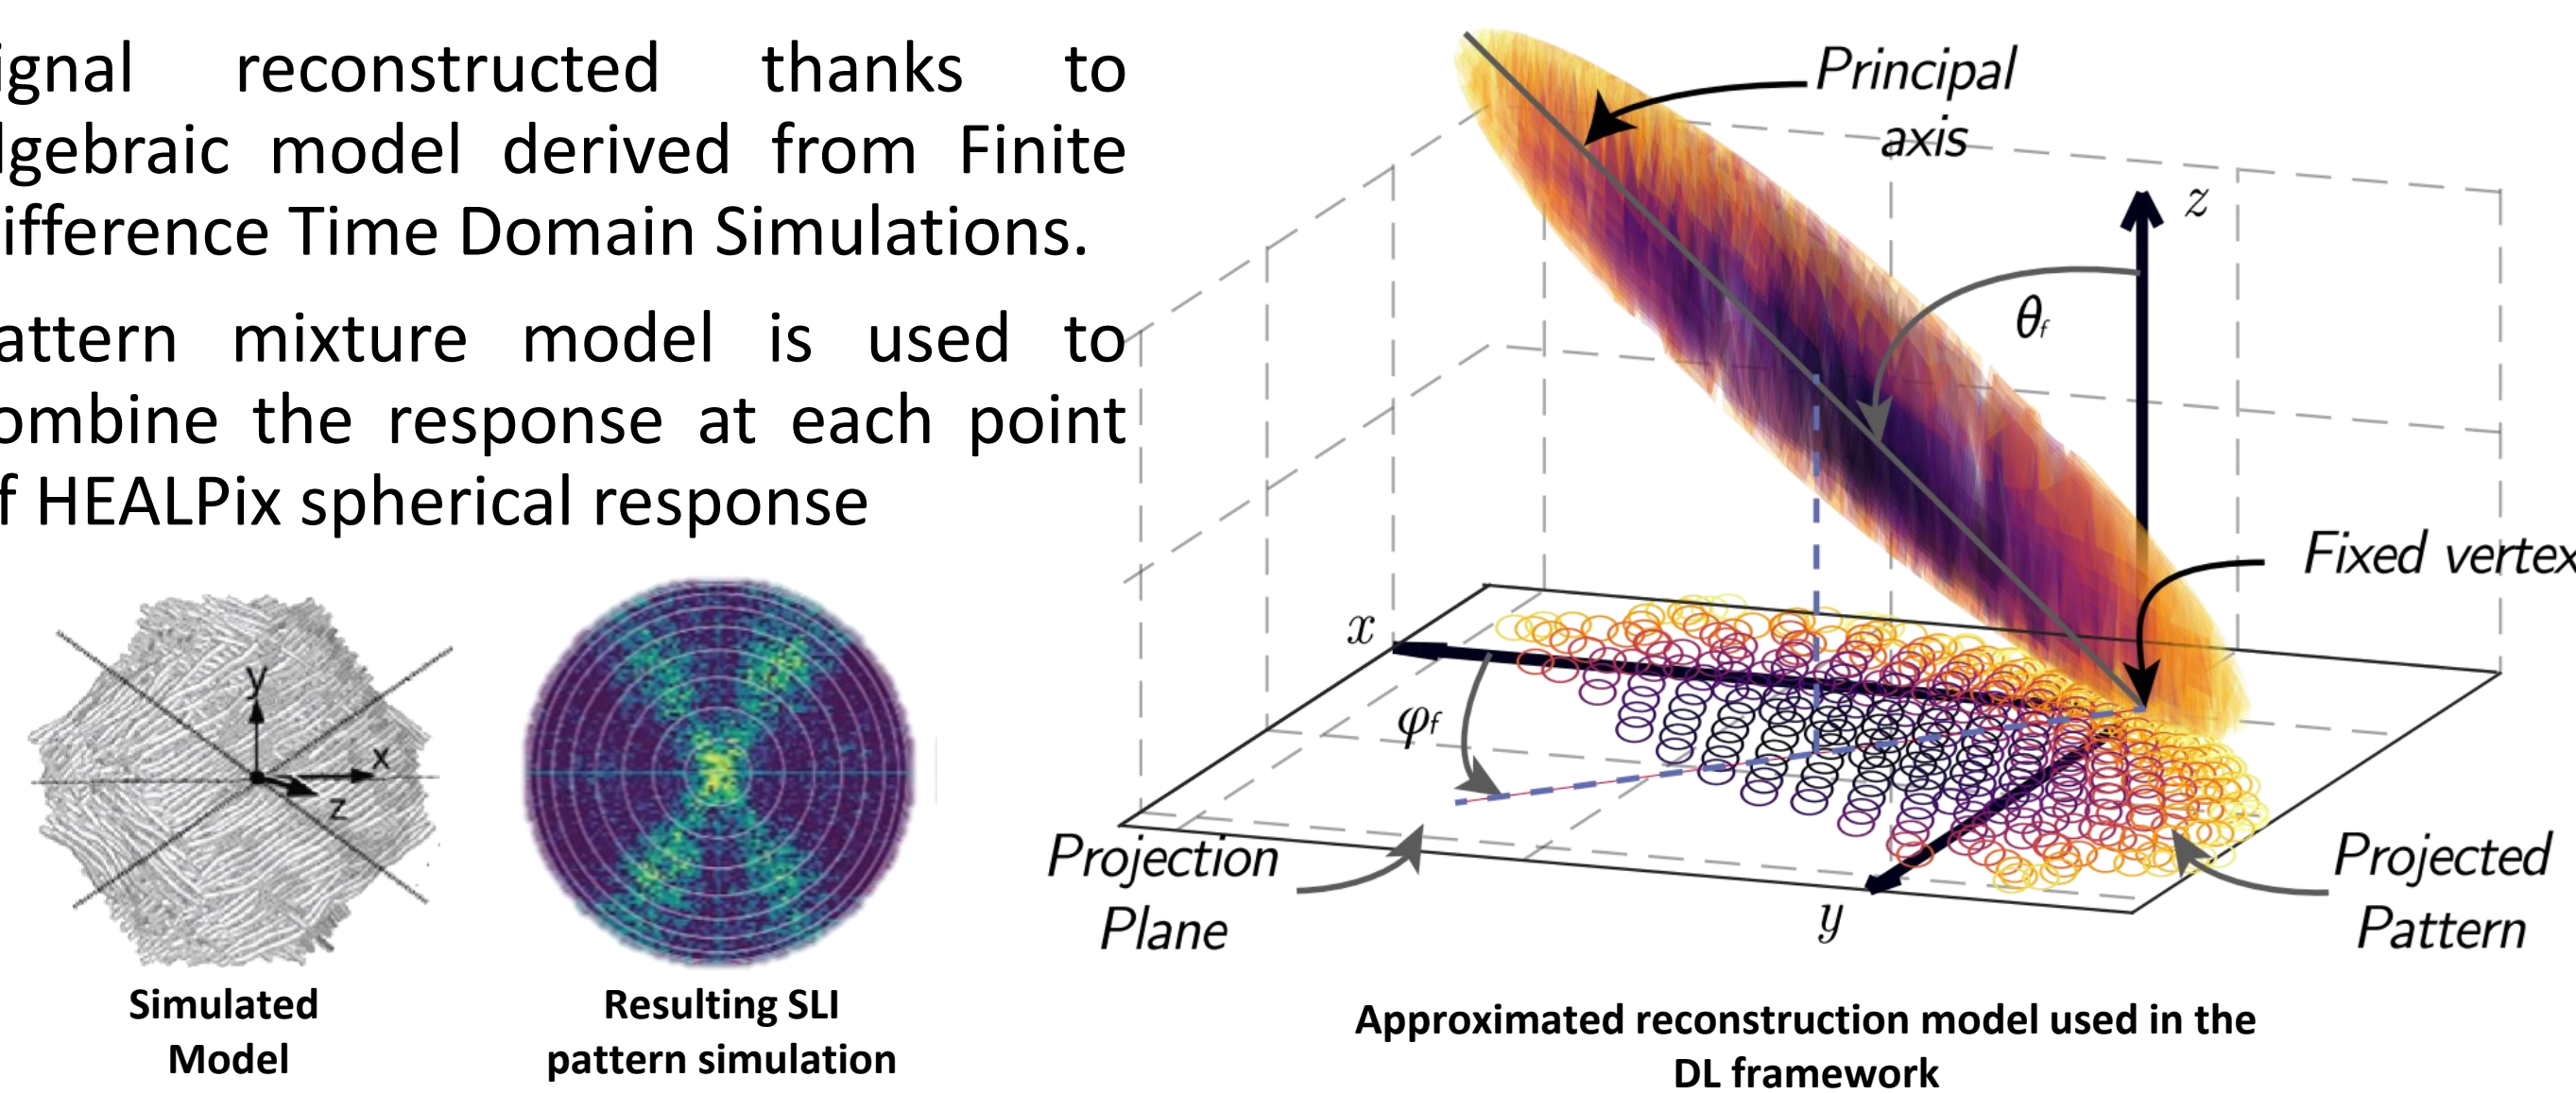 ignal reconstructed thanks to
lgebraic model derived from Finite
ifference Time Domain Simulations.
attern mixture model is used to
ombine the response at each point
f HEALPix spherical response
y
x
z
Simulated
Model
Resulting SLI
pattern simulation
Principal
axis
z
θf
Fixed vertex
x
φf
Projection
Plane
y
Projected
Pattern
Approximated reconstruction model used in the
DL framework